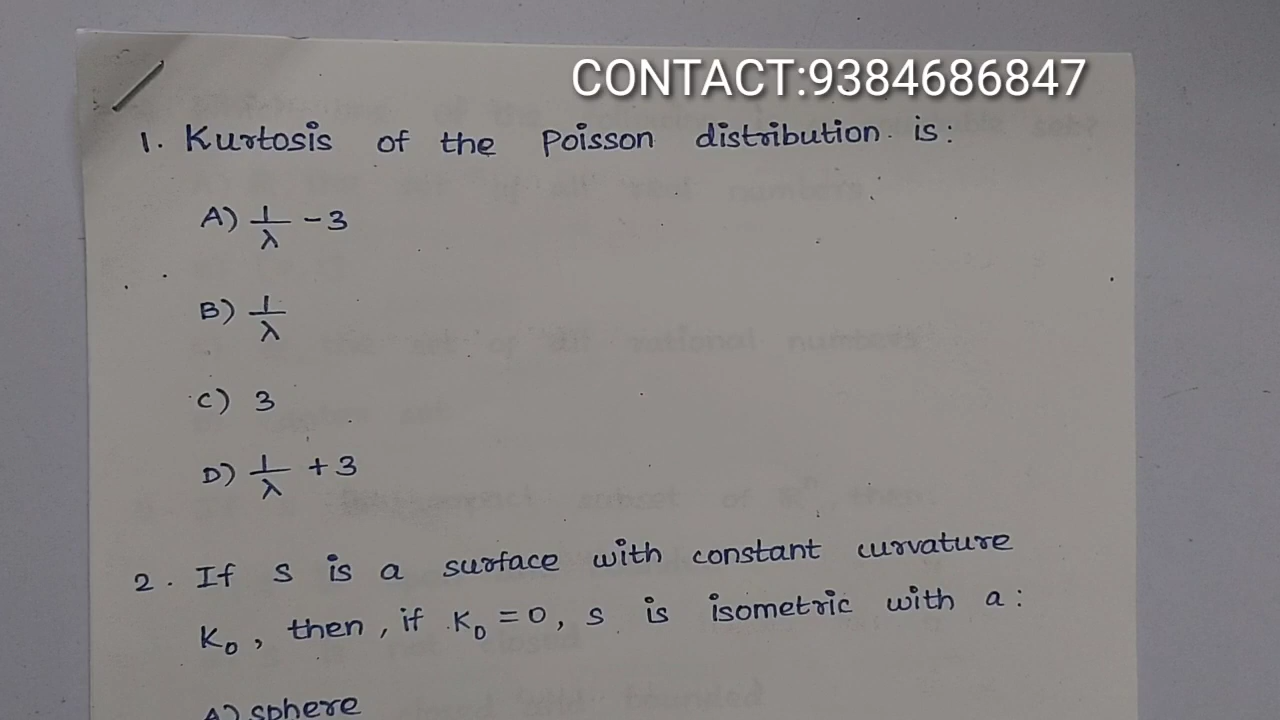 CONTACT:9384686847
1. Kurtosis of the Poisson distribution is:
A) 1/λ - 3
B) 1/λ
C) 3
D) 1/λ + 3
2. If S is a surface with constant curvature
K₀, then, if K₀ = 0, S is isometric with a:
A) sphere